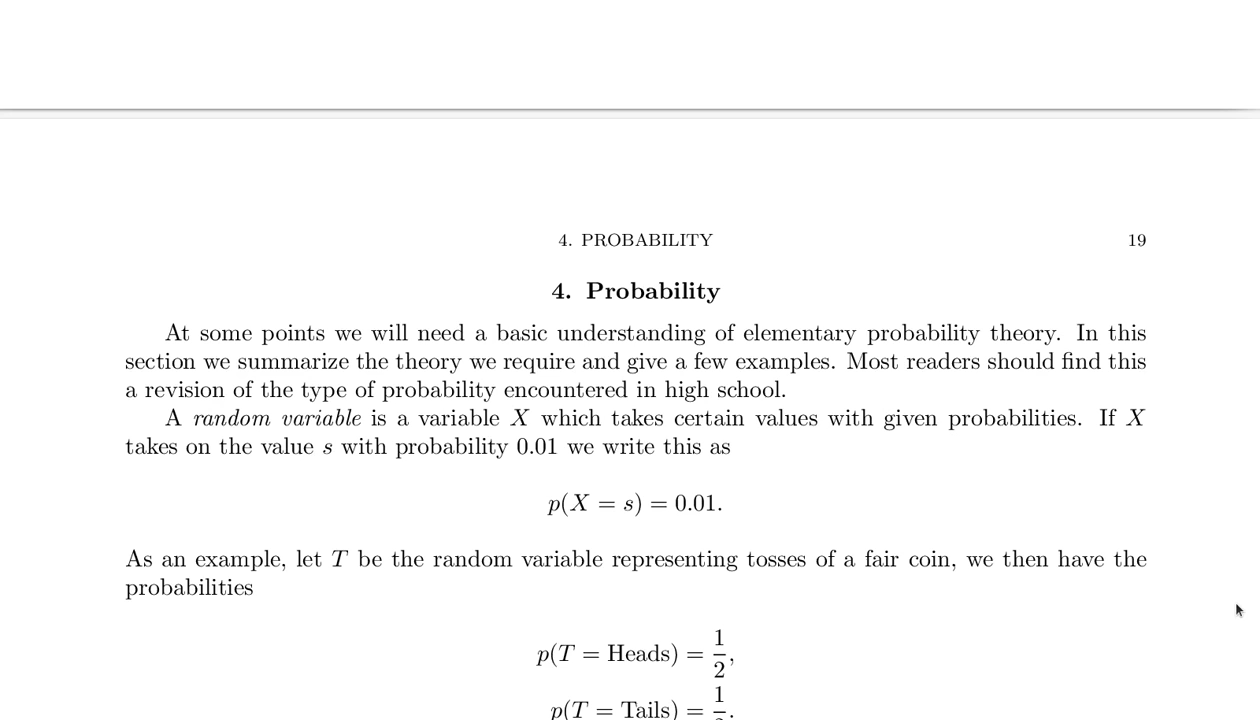 4. PROBABILITY 19
4. Probability
At some points we will need a basic understanding of elementary probability theory. In this
section we summarize the theory we require and give a few examples. Most readers should find this
a revision of the type of probability encountered in high school.
A random variable is a variable X which takes certain values with given probabilities. If X
takes on the value s with probability 0.01 we write this as
p(X = s) = 0.01.
As an example, let T be the random variable representing tosses of a fair coin, we then have the
probabilities
p(T = Heads) = 1/2,
p(T = Tails) = 1/2.